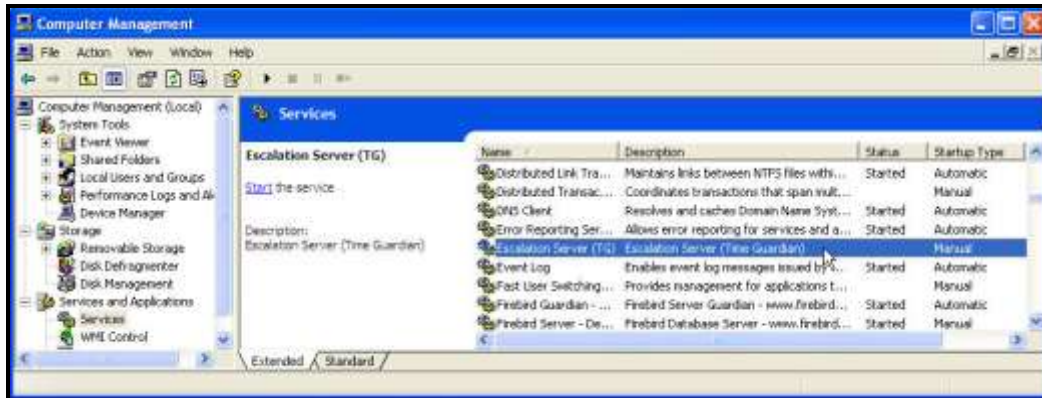 Computer Management
File Action View Window Help
Computer Management (Local)
System Tools
Event Viewer
Shared Folders
Local Users and Groups
Performance Logs and Al
Device Manager
Storage
Removable Storage
Disk Defragmenter
Disk Management
Services and Applications
Services
WMI Control
Services
Escalation Server (TG)
Start the service
Description:
Escalation Server (Time Guardian)
Name Description Status Startup Type
Distributed Link Tra... Maintains links between NTFS files withi... Started Automatic
Distributed Transac... Coordinates transactions that span mult... Manual
DNS Client Resolves and caches Domain Name Syst... Started Automatic
Error Reporting Ser... Allows error reporting for services and a... Started Automatic
Escalation Server (TG) Escalation Server (Time Guardian) Manual
Event Log Enables event log messages issued by Started Automatic
Fast User Switching... Provides management for applications t... Manual
Firebird Guardian - ... Firebird Server Guardian - www.firebird... Started Automatic
Firebird Server - De... Firebird Database Server - www.firebird... Started Manual
Extended Standard